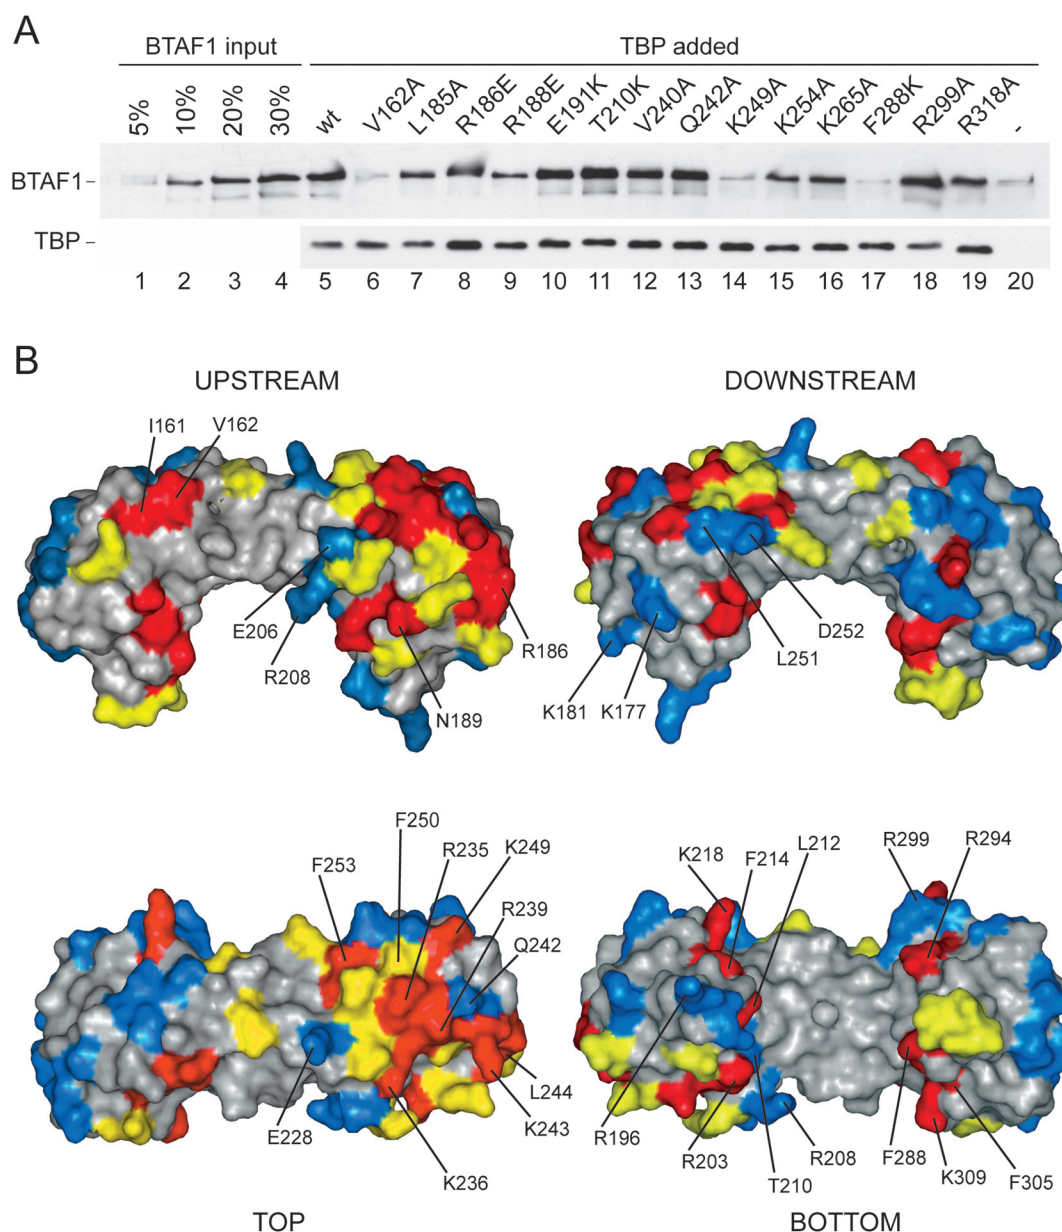 A
BTAF1 input
TBP added
5%
10%
20%
30%
wt
V162A
L185A
R186E
R188E
E191K
T210K
V240A
Q242A
K249A
K254A
K265A
F288K
R299A
R318A
-
BTAF1
TBP
1 2 3 4 5 6 7 8 9 10 11 12 13 14 15 16 17 18 19 20
B
UPSTREAM
DOWNSTREAM
I161
V162
E206
R208
N189
R186
K181
K177
L251
D252
F250
R235
K249
F253
R239
Q242
L244
K243
E228
K236
TOP
K218
F214
L212
R299
R294
R196
R203
T210
R208
F288
K309
F305
BOTTOM